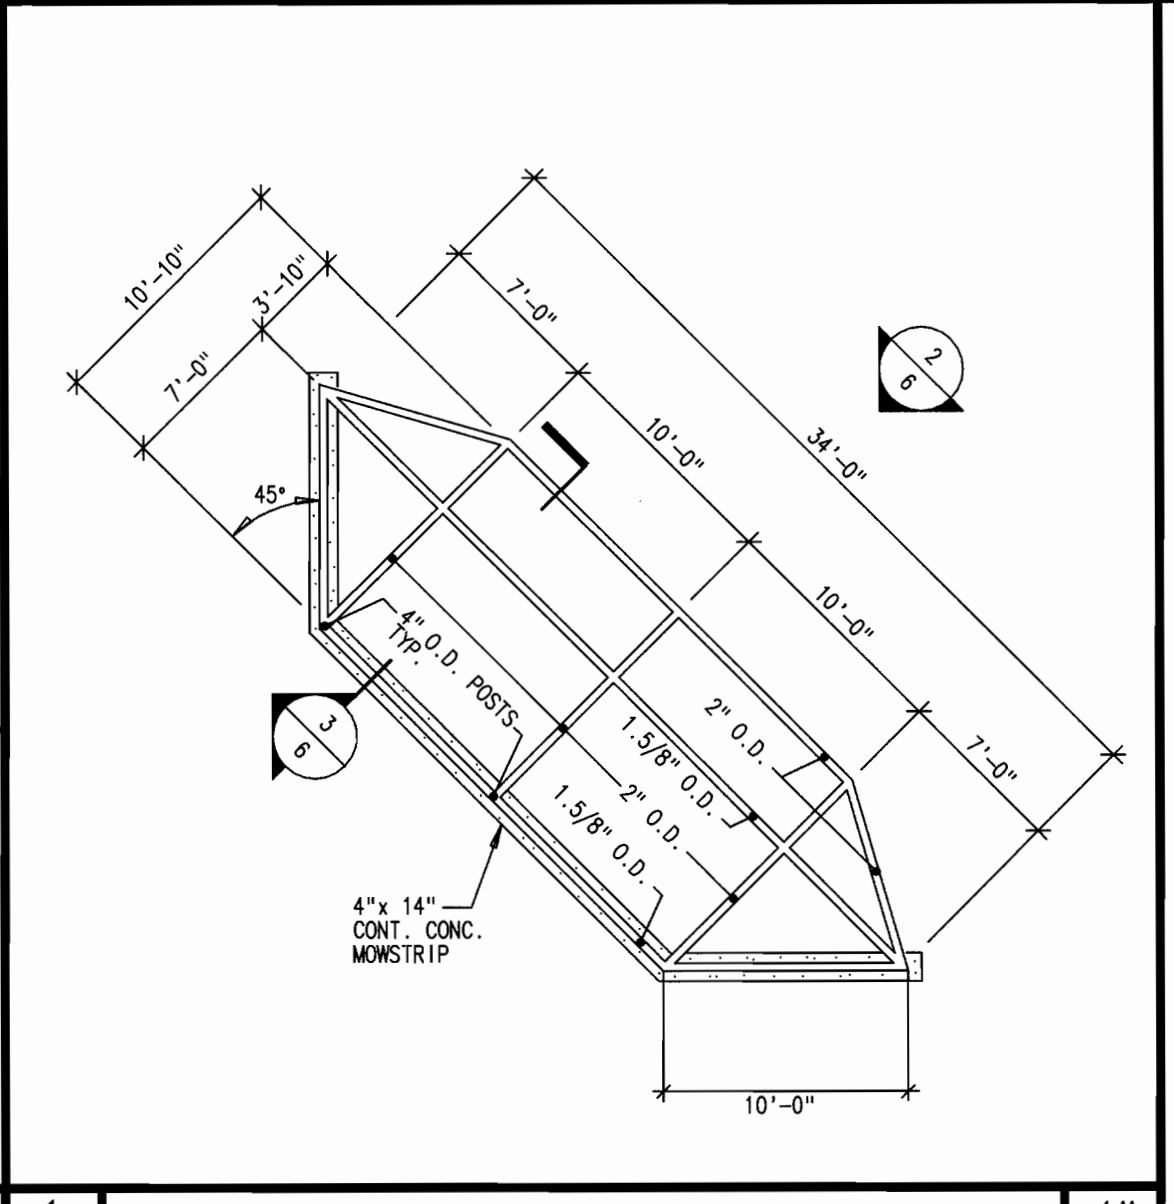 10'-10"
3'-10"
7'-0"
7'-0"
10'-0"
34'-0"
10'-0"
7'-0"
2
6
45°
4" O.D. POSTS
TYP.
3
6
2" O.D.
1.5/8" O.D.
2" O.D.
1.5/8" O.D.
4"x 14"
CONT. CONC.
MOWSTRIP
10'-0"